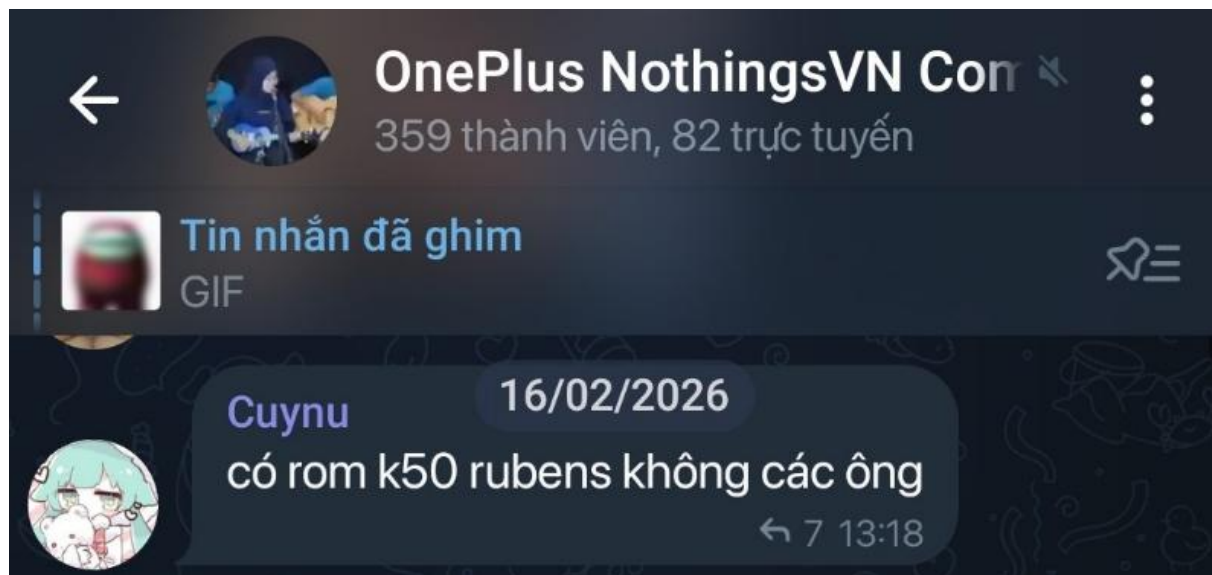 OnePlus NothingsVN Com
359 thành viên, 82 trực tuyến
Tin nhắn đã ghim
GIF
16/02/2026
Cuynu
có rom k50 rubens không các ông
7 13:18